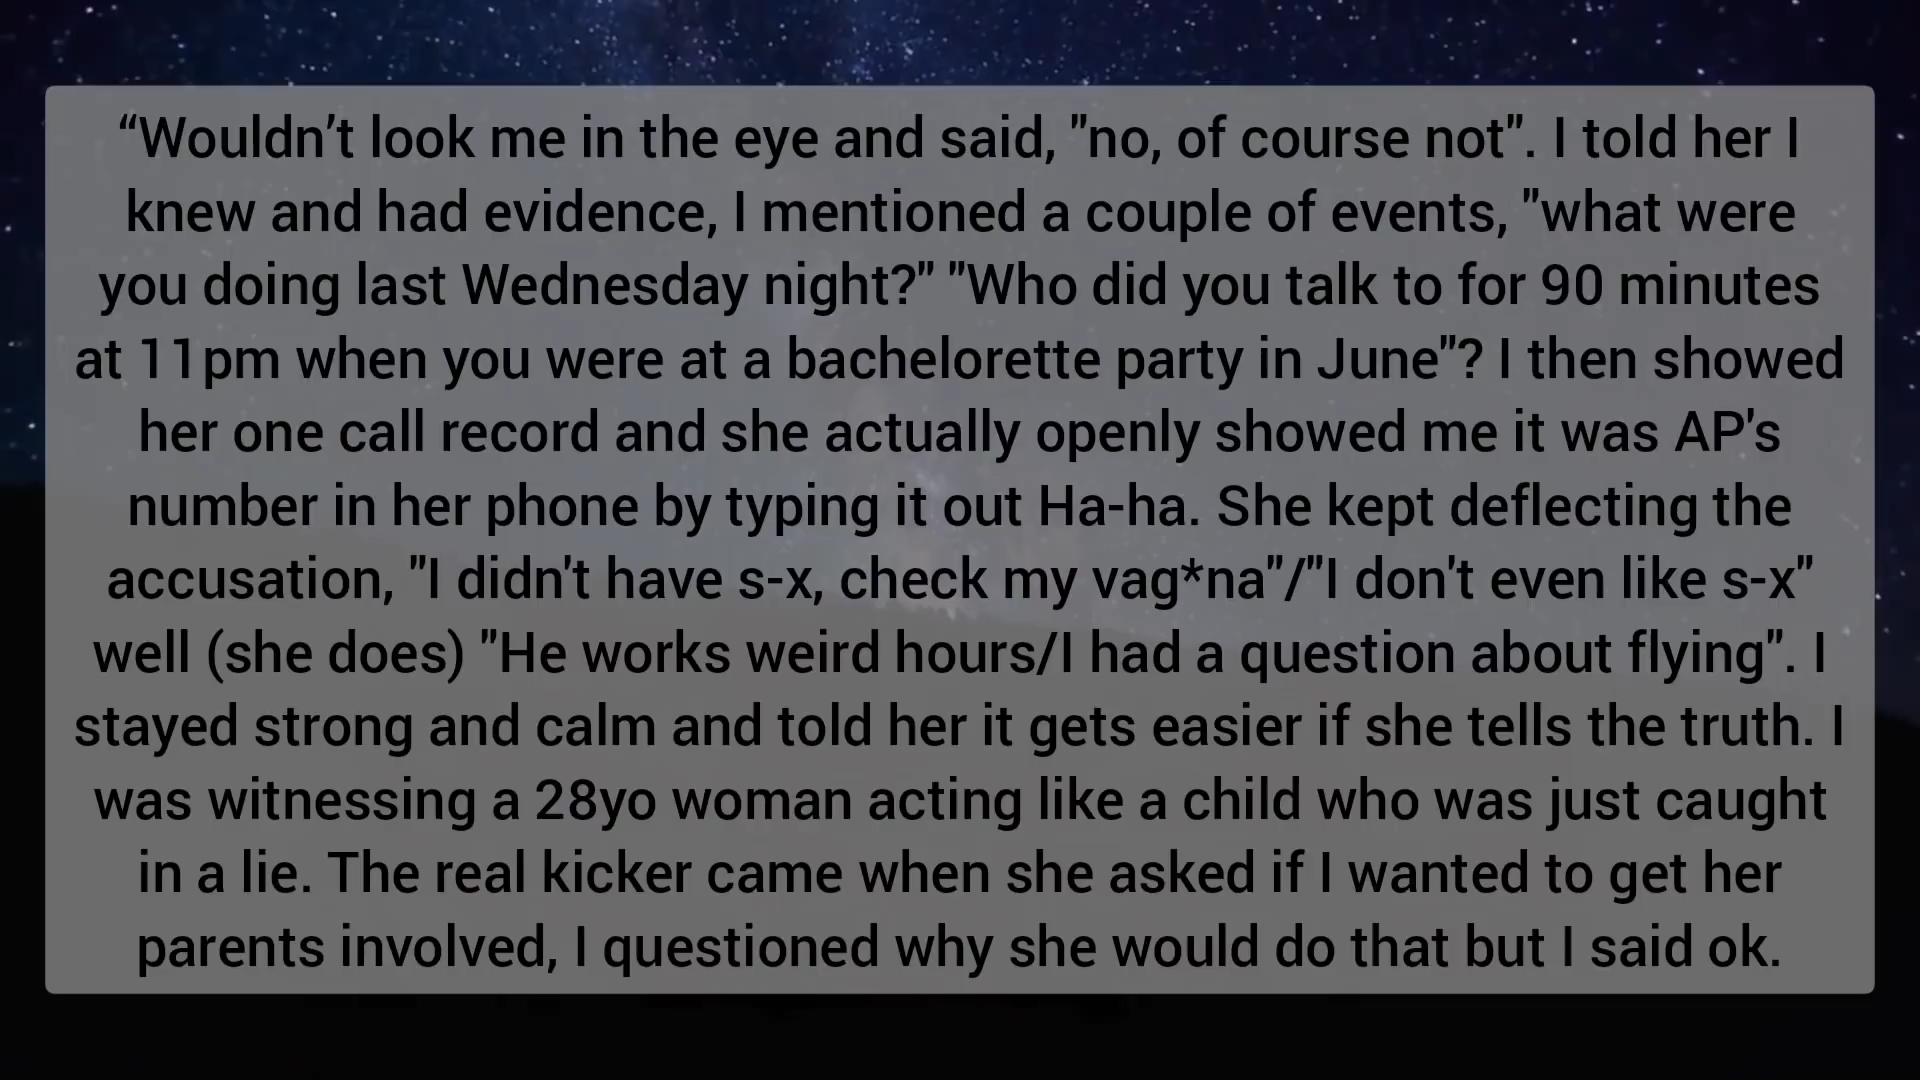 “Wouldn’t look me in the eye and said, "no, of course not". I told her I
knew and had evidence, I mentioned a couple of events, "what were
you doing last Wednesday night?" "Who did you talk to for 90 minutes
at 11pm when you were at a bachelorette party in June"? I then showed
her one call record and she actually openly showed me it was AP's
number in her phone by typing it out Ha-ha. She kept deflecting the
accusation, "I didn't have s-x, check my vag*na"/"I don't even like s-x"
well (she does) "He works weird hours/I had a question about flying". I
stayed strong and calm and told her it gets easier if she tells the truth. I
was witnessing a 28yo woman acting like a child who was just caught
in a lie. The real kicker came when she asked if I wanted to get her
parents involved, I questioned why she would do that but I said ok.